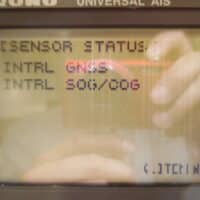 UNIVERSAL AIS
[SENSOR STATUS]
INTRL GNSS
INTRL SOG/COG